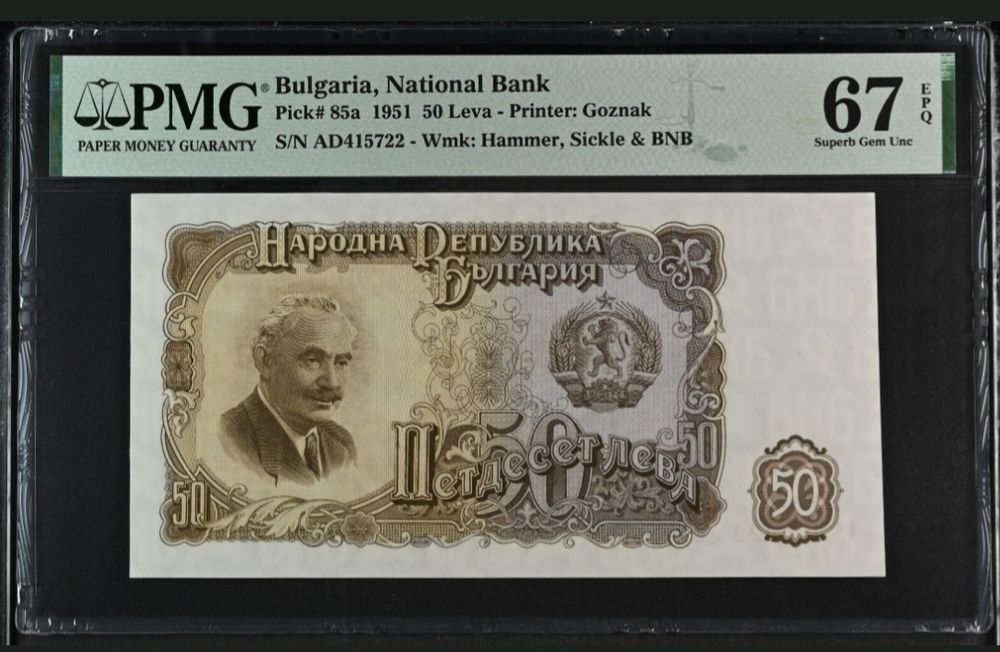 PMG®
PAPER MONEY GUARANTY
Bulgaria, National Bank
Pick# 85a 1951 50 Leva - Printer: Goznak
S/N AD415722 - Wmk: Hammer, Sickle & BNB
67
EPQ
Superb Gem Unc
Народна Република
България
50
Петдесет лева
50
50
50